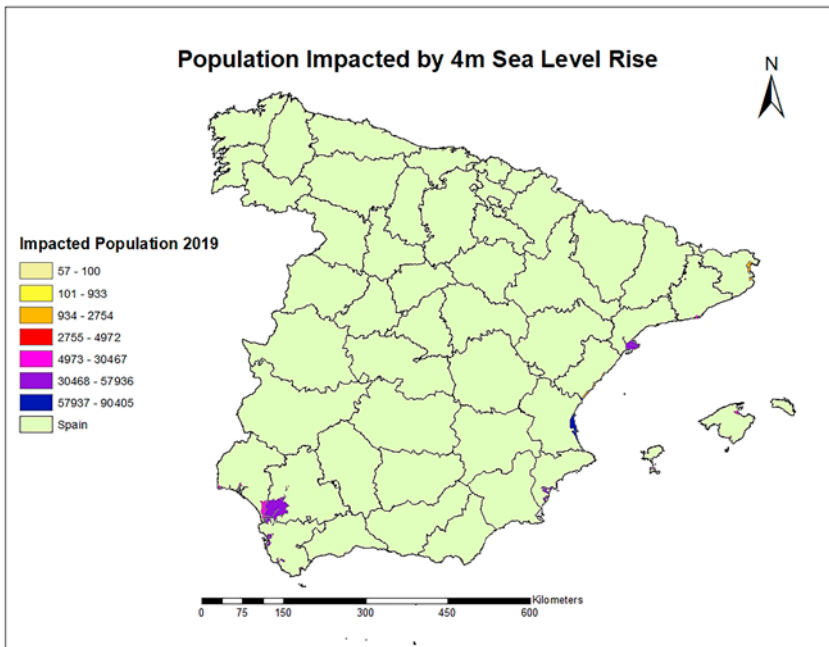 Population Impacted by 4m Sea Level Rise
N
Impacted Population 2019
57 - 100
101 - 933
934 - 2754
2755 - 4972
4973 - 30467
30468 - 57936
57937 - 90405
Spain
Kilometers
0 75 150 300 450 600